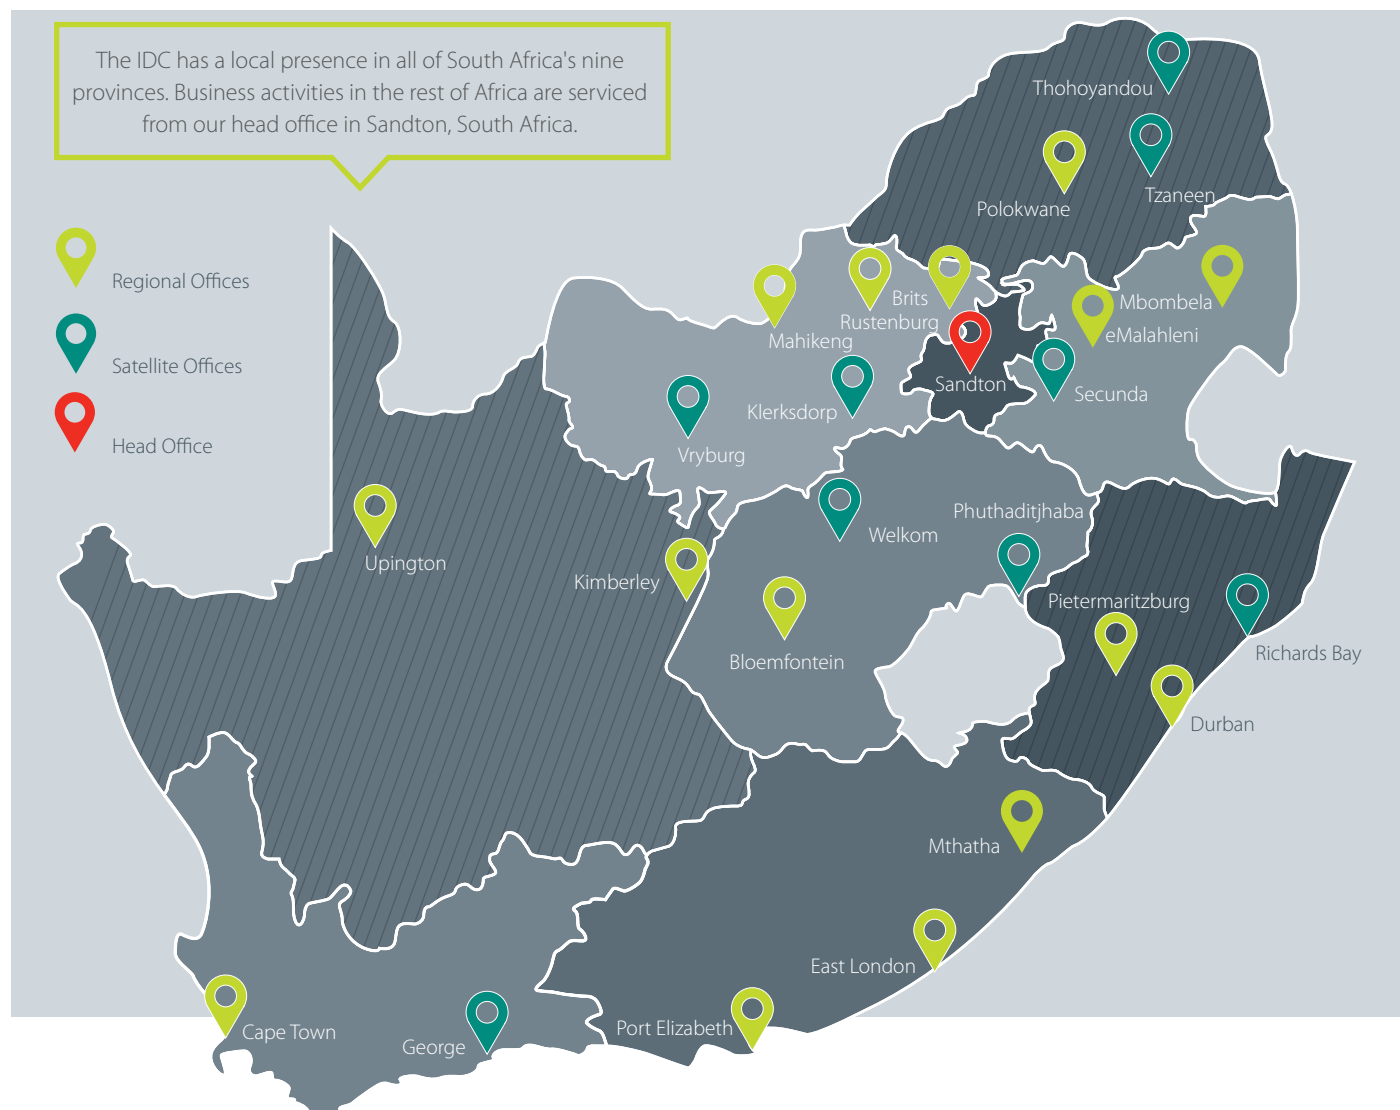 The IDC has a local presence in all of South Africa's nine
provinces. Business activities in the rest of Africa are serviced
from our head office in Sandton, South Africa.
Regional Offices
Satellite Offices
Head Office
Thohoyandou
Tzaneen
Polokwane
Mbombela
Brits
Rustenburg
Mahikeng
eMalahleni
Sandton
Secunda
Klerksdorp
Vryburg
Phuthaditjhaba
Welkom
Upington
Kimberley
Pietermaritzburg
Bloemfontein
Richards Bay
Durban
Mthatha
East London
Port Elizabeth
Cape Town
George